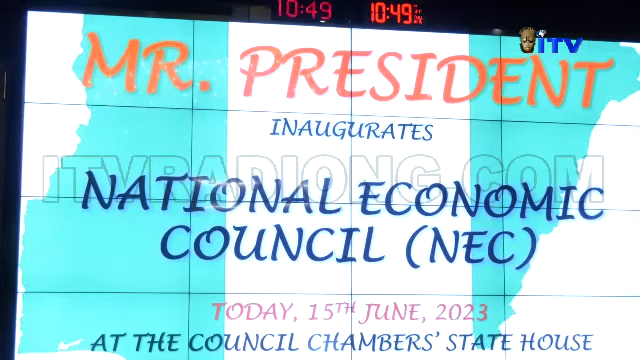 10:49 10:49
iTV
MR. PRESIDENT
INAUGURATES
ITVRADIONG.COM
NATIONAL ECONOMIC
COUNCIL (NEC)
TODAY, 15TH JUNE, 2023
AT THE COUNCIL CHAMBERS' STATE HOUSE